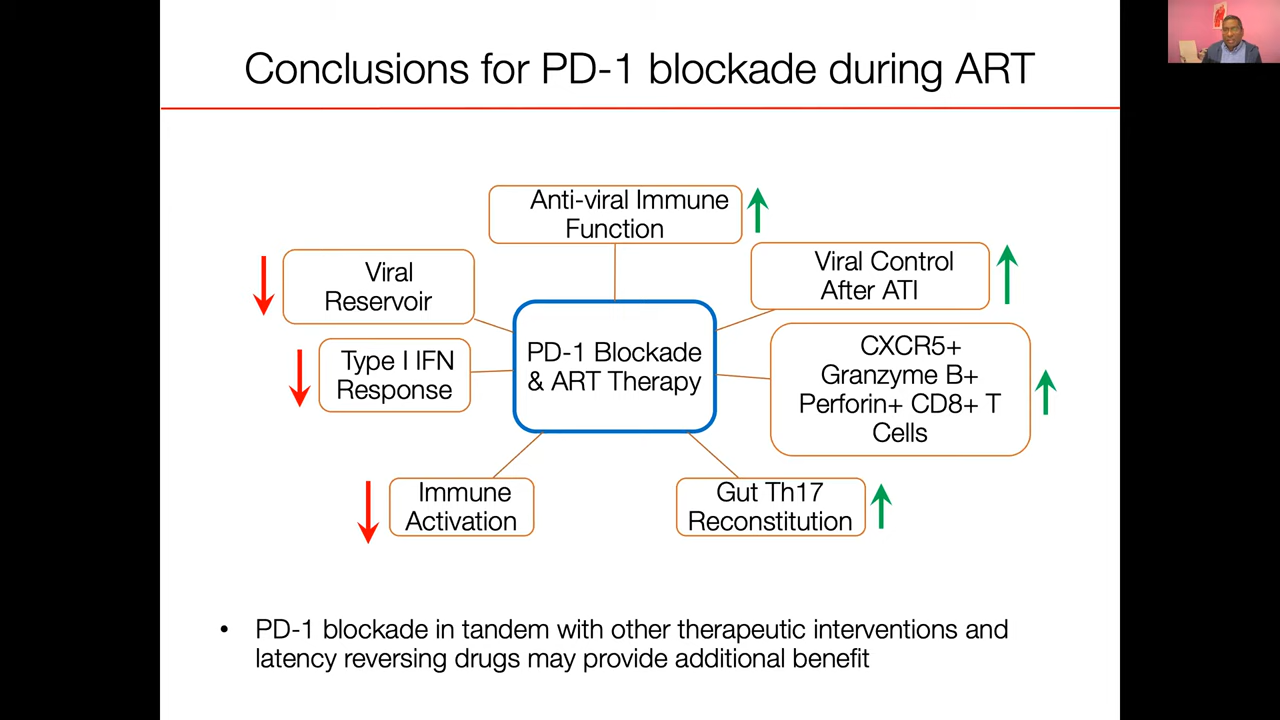 Conclusions for PD-1 blockade during ART
Anti-viral Immune
Function
Viral
Reservoir
Viral Control
After ATI
Type I IFN
Response
PD-1 Blockade
& ART Therapy
CXCR5+
Granzyme B+
Perforin+ CD8+ T
Cells
Immune
Activation
Gut Th17
Reconstitution
• PD-1 blockade in tandem with other therapeutic interventions and
latency reversing drugs may provide additional benefit